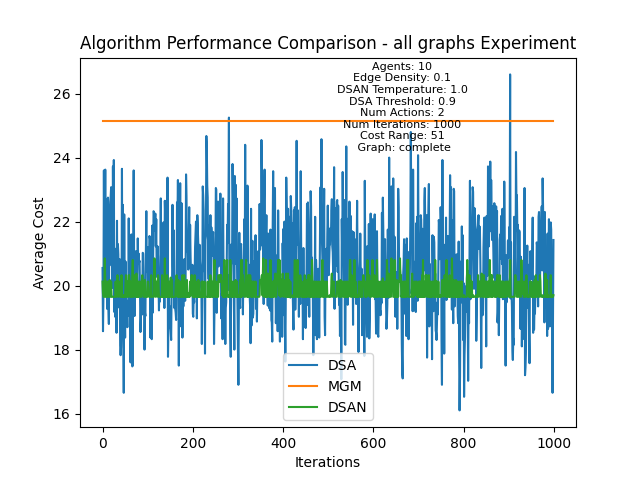 Algorithm Performance Comparison - all graphs Experiment
Agents: 10
Edge Density: 0.1
DSAN Temperature: 1.0
DSA Threshold: 0.9
Num Actions: 2
Num Iterations: 1000
Cost Range: 51
Graph: complete
Average Cost
26
24
22
20
18
16
DSA
MGM
DSAN
0
200
400
600
800
1000
Iterations